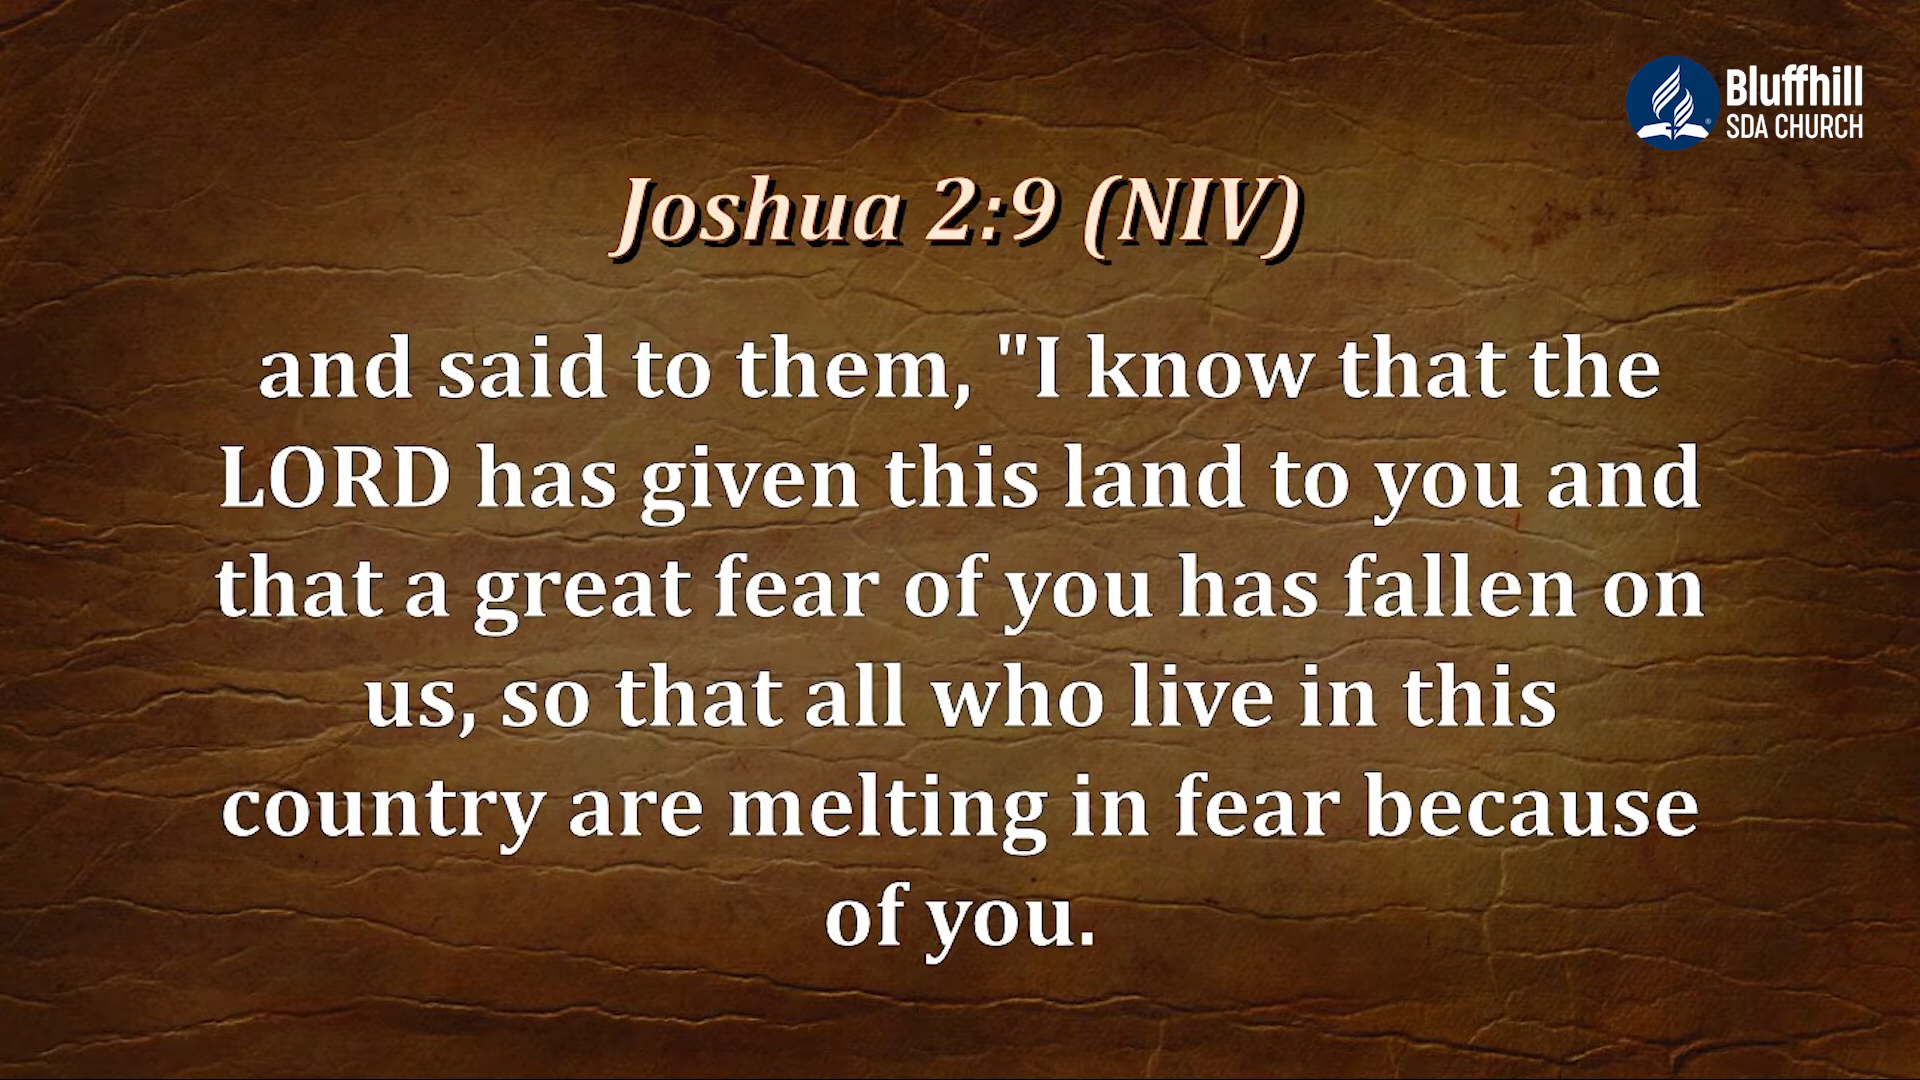 Bluffhill
SDA CHURCH
Joshua 2:9 (NIV)
and said to them, "I know that the
LORD has given this land to you and
that a great fear of you has fallen on
us, so that all who live in this
country are melting in fear because
of you.